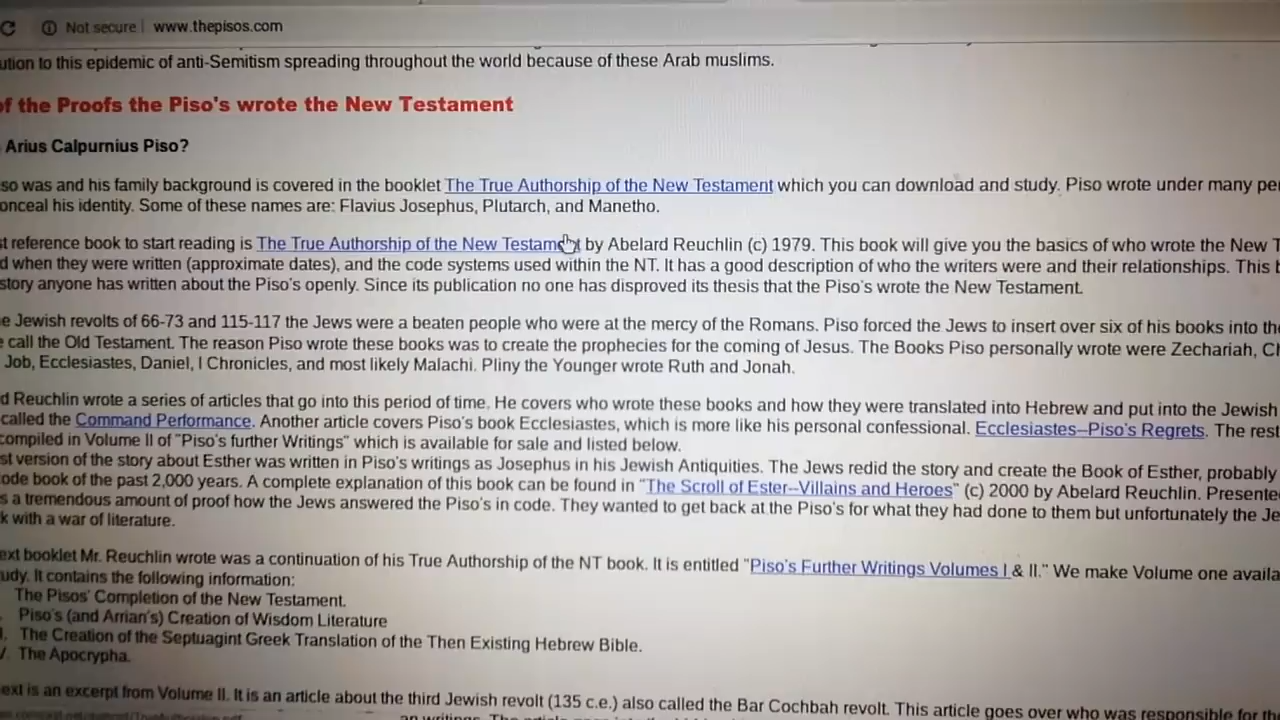 Not secure | www.thepisos.com
ution to this epidemic of anti-Semitism spreading throughout the world because of these Arab muslims.
of the Proofs the Piso's wrote the New Testament
Arius Calpurnius Piso?
so was and his family background is covered in the booklet The True Authorship of the New Testament which you can download and study. Piso wrote under many pe
onceal his identity. Some of these names are: Flavius Josephus, Plutarch, and Manetho.
st reference book to start reading is The True Authorship of the New Testament by Abelard Reuchlin (c) 1979. This book will give you the basics of who wrote the New T
d when they were written (approximate dates), and the code systems used within the NT. It has a good description of who the writers were and their relationships. This b
story anyone has written about the Piso's openly. Since its publication no one has disproved its thesis that the Piso's wrote the New Testament.
e Jewish revolts of 66-73 and 115-117 the Jews were a beaten people who were at the mercy of the Romans. Piso forced the Jews to insert over six of his books into the
e call the Old Testament. The reason Piso wrote these books was to create the prophecies for the coming of Jesus. The Books Piso personally wrote were Zechariah, Ch
Job, Ecclesiastes, Daniel, I Chronicles, and most likely Malachi. Pliny the Younger wrote Ruth and Jonah.
d Reuchlin wrote a series of articles that go into this period of time. He covers who wrote these books and how they were translated into Hebrew and put into the Jewish
called the Command Performance. Another article covers Piso's book Ecclesiastes, which is more like his personal confessional. Ecclesiastes--Piso's Regrets. The rest
compiled in Volume II of "Piso's further Writings" which is available for sale and listed below.
st version of the story about Esther was written in Piso's writings as Josephus in his Jewish Antiquities. The Jews redid the story and create the Book of Esther, probably
ode book of the past 2,000 years. A complete explanation of this book can be found in "The Scroll of Ester--Villains and Heroes" (c) 2000 by Abelard Reuchlin. Presente
s a tremendous amount of proof how the Jews answered the Piso's in code. They wanted to get back at the Piso's for what they had done to them but unfortunately the Je
k with a war of literature.
ext booklet Mr. Reuchlin wrote was a continuation of his True Authorship of the NT book. It is entitled "Piso's Further Writings Volumes I & II." We make Volume one availa
udy. It contains the following information:
The Pisos' Completion of the New Testament.
Piso's (and Arrian's) Creation of Wisdom Literature
I. The Creation of the Septuagint Greek Translation of the Then Existing Hebrew Bible.
V. The Apocrypha.
ext is an excerpt from Volume II. It is an article about the third Jewish revolt (135 c.e.) also called the Bar Cochbah revolt. This article goes over who was responsible for th